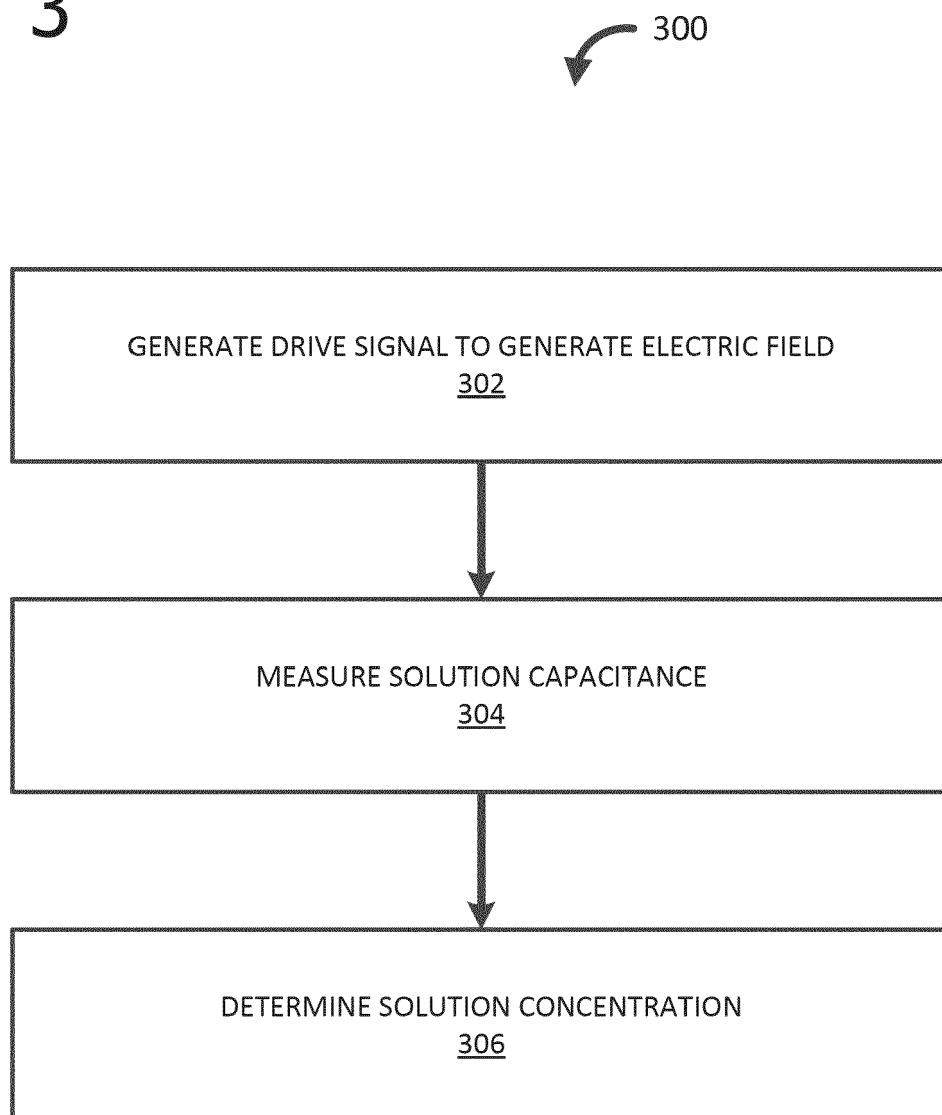 3
300
GENERATE DRIVE SIGNAL TO GENERATE ELECTRIC FIELD
302
MEASURE SOLUTION CAPACITANCE
304
DETERMINE SOLUTION CONCENTRATION
306